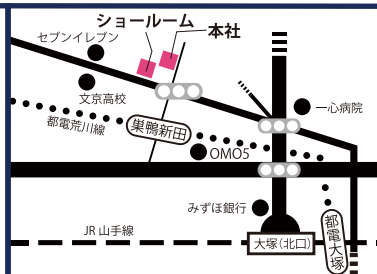 ショールーム
本社
セブンイレブン
文京高校
一心病院
都電荒川線
巣鴨新田
OMO5
みずほ銀行
都電大塚
JR 山手線
大塚（北口）